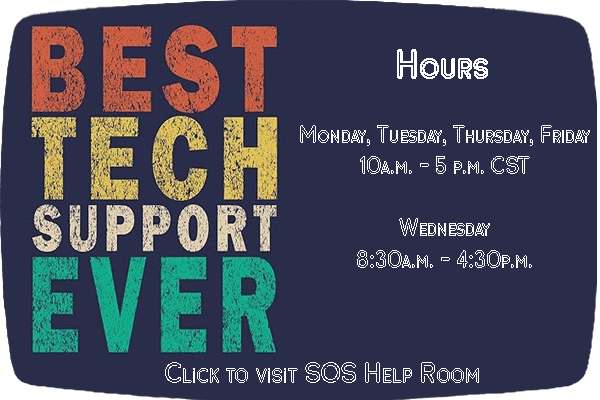 BEST
TECH
SUPPORT
EVER
Hours
Monday, Tuesday, Thursday, Friday
10a.m. - 5 p.m. CST
Wednesday
8:30a.m. - 4:30p.m.
Click to visit SOS Help Room